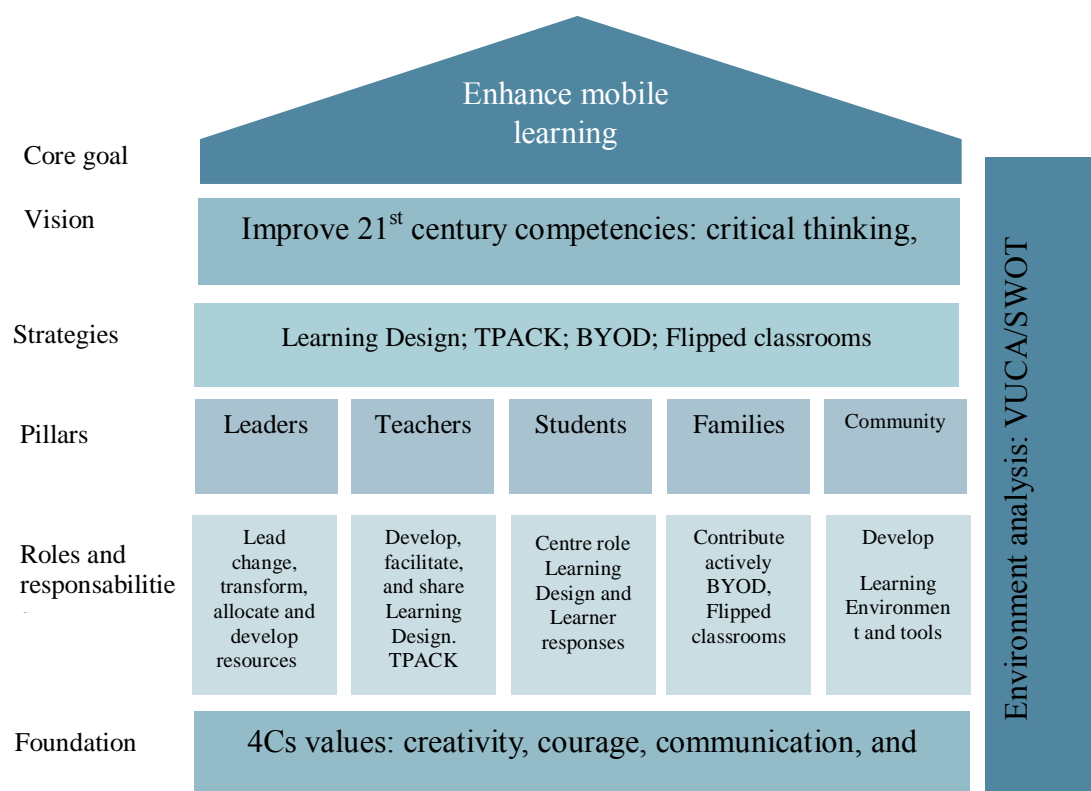 Enhance mobile
learning
Core goal
Vision
Improve 21st century competencies: critical thinking,
Strategies
Learning Design; TPACK; BYOD; Flipped classrooms
Pillars
Leaders
Teachers
Students
Families
Community
Roles and
responsabilitie
Lead
change,
transform,
allocate and
develop
resources
Develop,
facilitate,
and share
Learning
Design.
TPACK
Centre role
Learning
Design and
Learner
responses
Contribute
actively
BYOD,
Flipped
classrooms
Develop
Learning
Environmen
t and tools
Foundation
4Cs values: creativity, courage, communication, and
Environment analysis: VUCA/SWOT